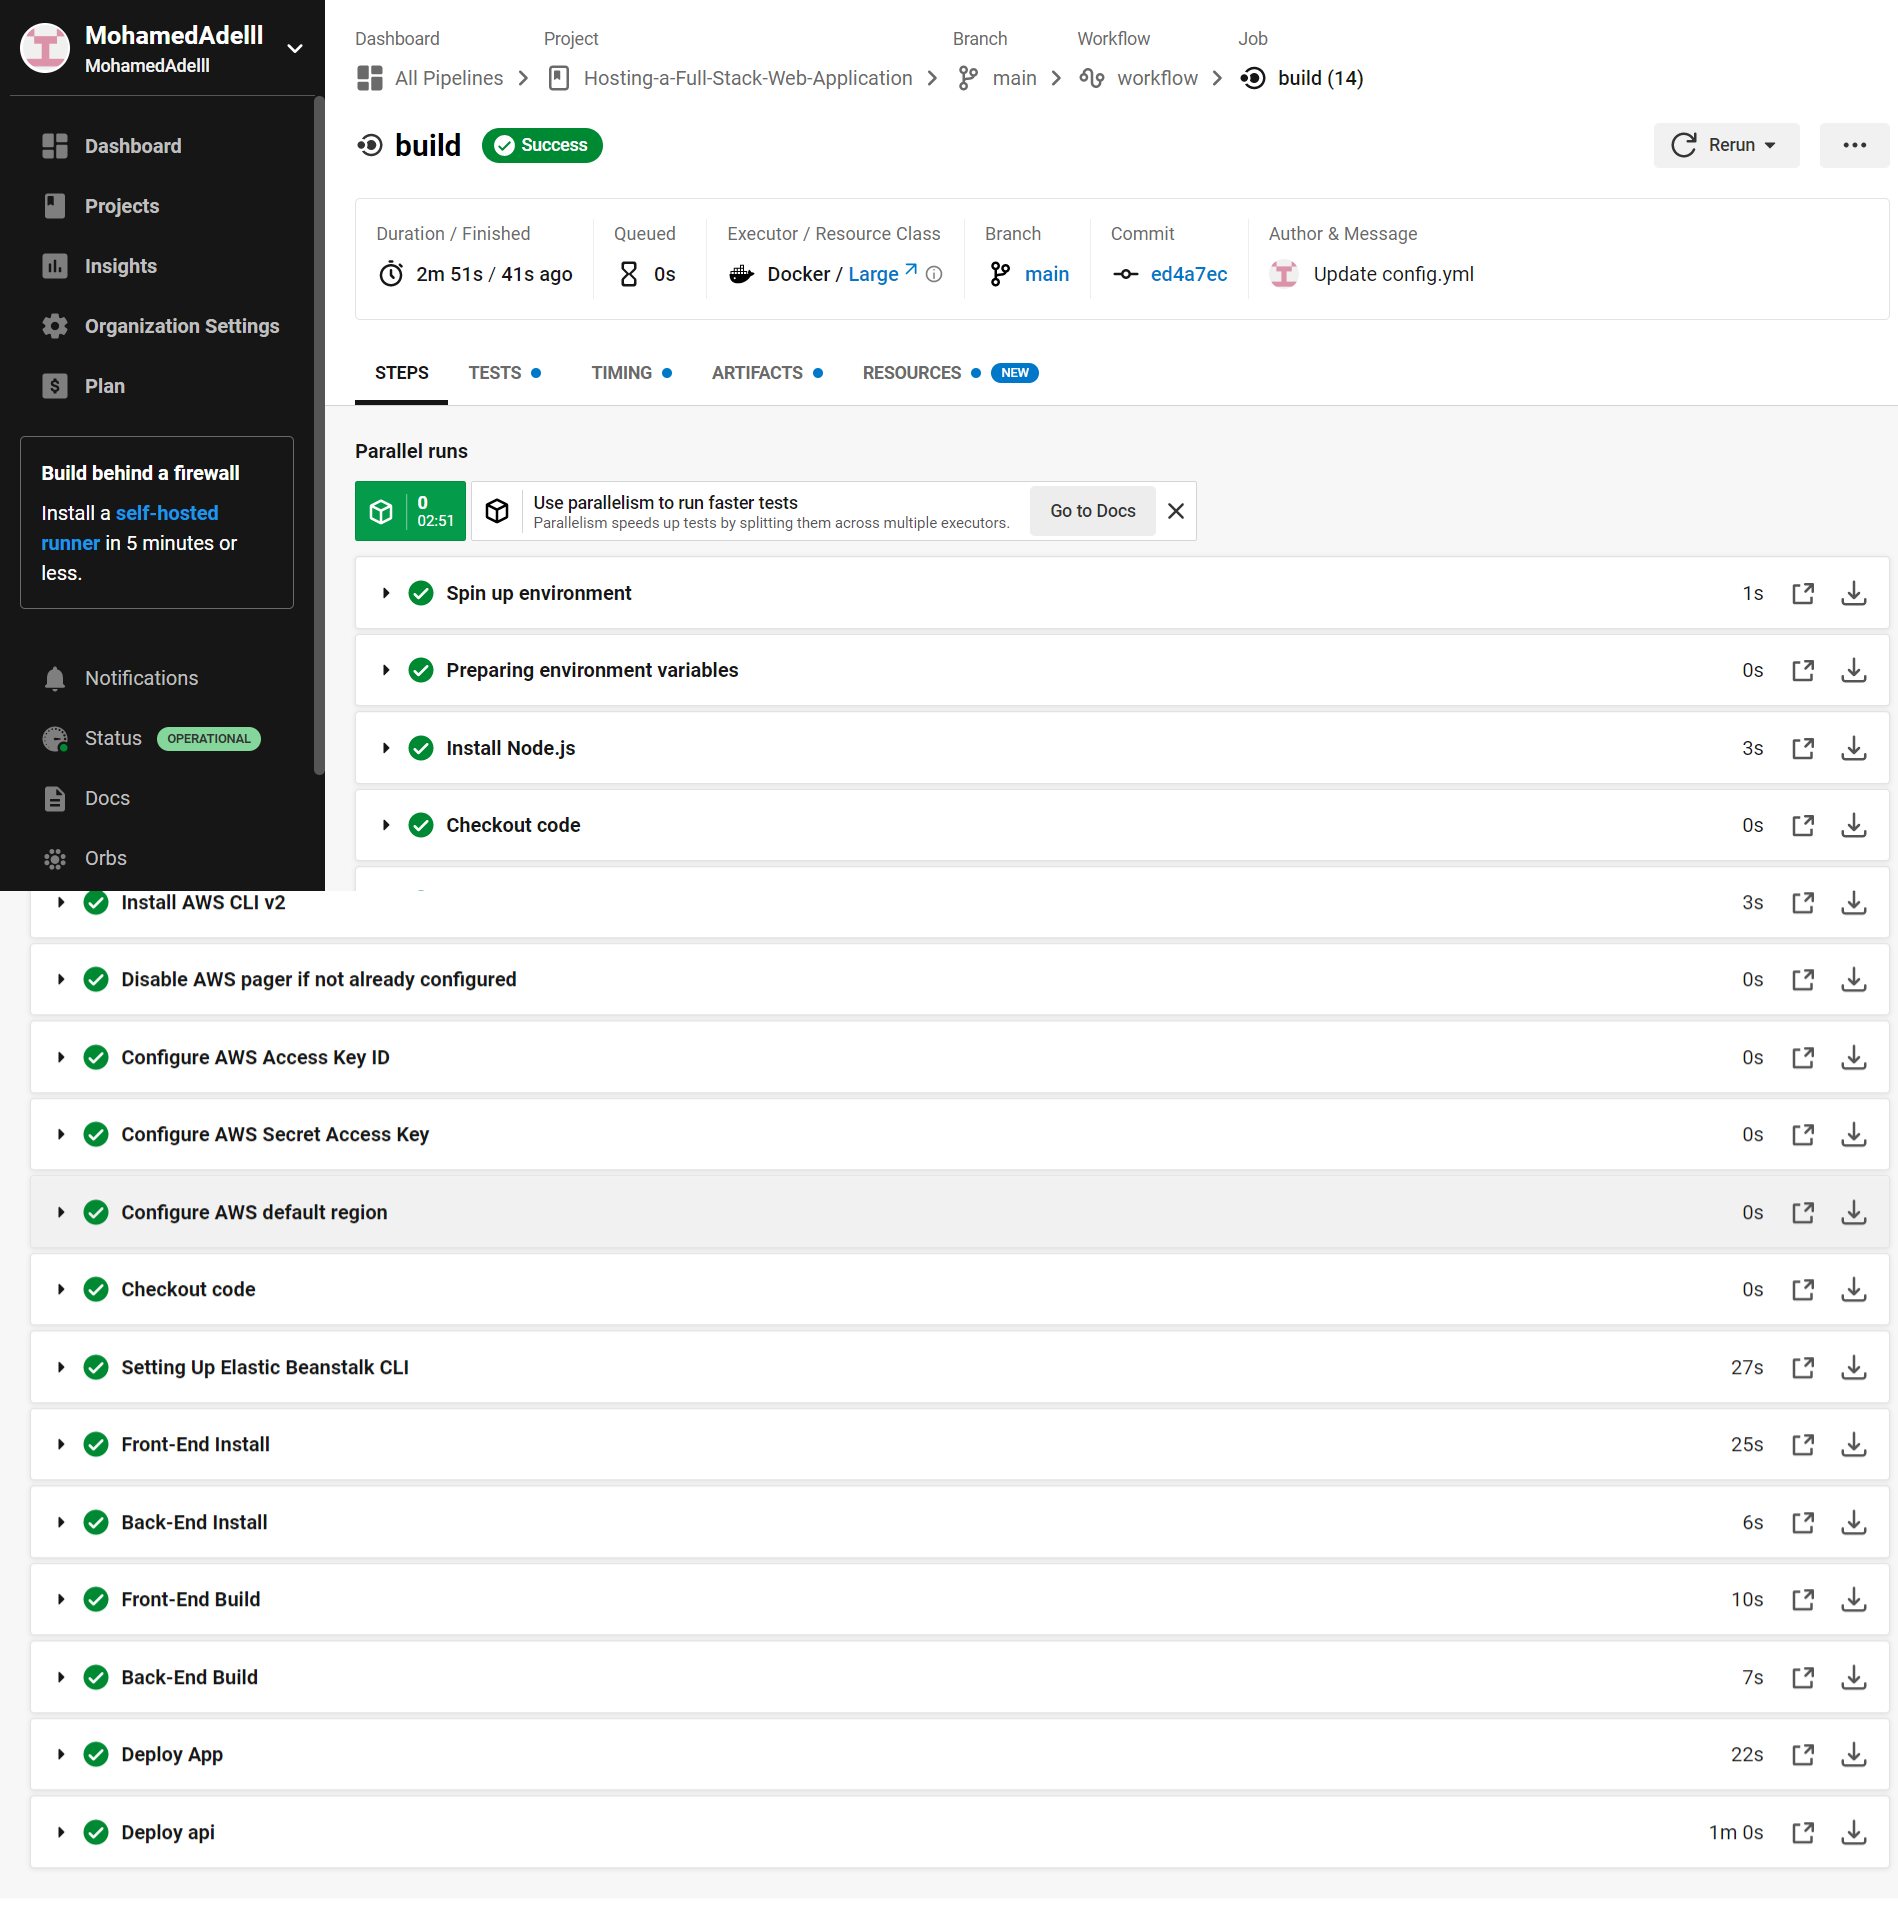 MohamedAdelll
MohamedAdelll
Dashboard
Projects
Insights
Organization Settings
Plan
Build behind a firewall
Install a self-hosted
runner in 5 minutes or
less.
Notifications
Status OPERATIONAL
Docs
Orbs
Dashboard Project Branch Workflow Job
All Pipelines Hosting-a-Full-Stack-Web-Application main workflow build (14)
build Success Rerun
Duration / Finished Queued Executor / Resource Class Branch Commit Author & Message
2m 51s / 41s ago 0s Docker / Large main ed4a7ec Update config.yml
STEPS TESTS TIMING ARTIFACTS RESOURCES NEW
Parallel runs
0
02:51
Use parallelism to run faster tests
Parallelism speeds up tests by splitting them across multiple executors.
Go to Docs
Spin up environment 1s
Preparing environment variables 0s
Install Node.js 3s
Checkout code 0s
Install AWS CLI v2 3s
Disable AWS pager if not already configured 0s
Configure AWS Access Key ID 0s
Configure AWS Secret Access Key 0s
Configure AWS default region 0s
Checkout code 0s
Setting Up Elastic Beanstalk CLI 27s
Front-End Install 25s
Back-End Install 6s
Front-End Build 10s
Back-End Build 7s
Deploy App 22s
Deploy api 1m 0s